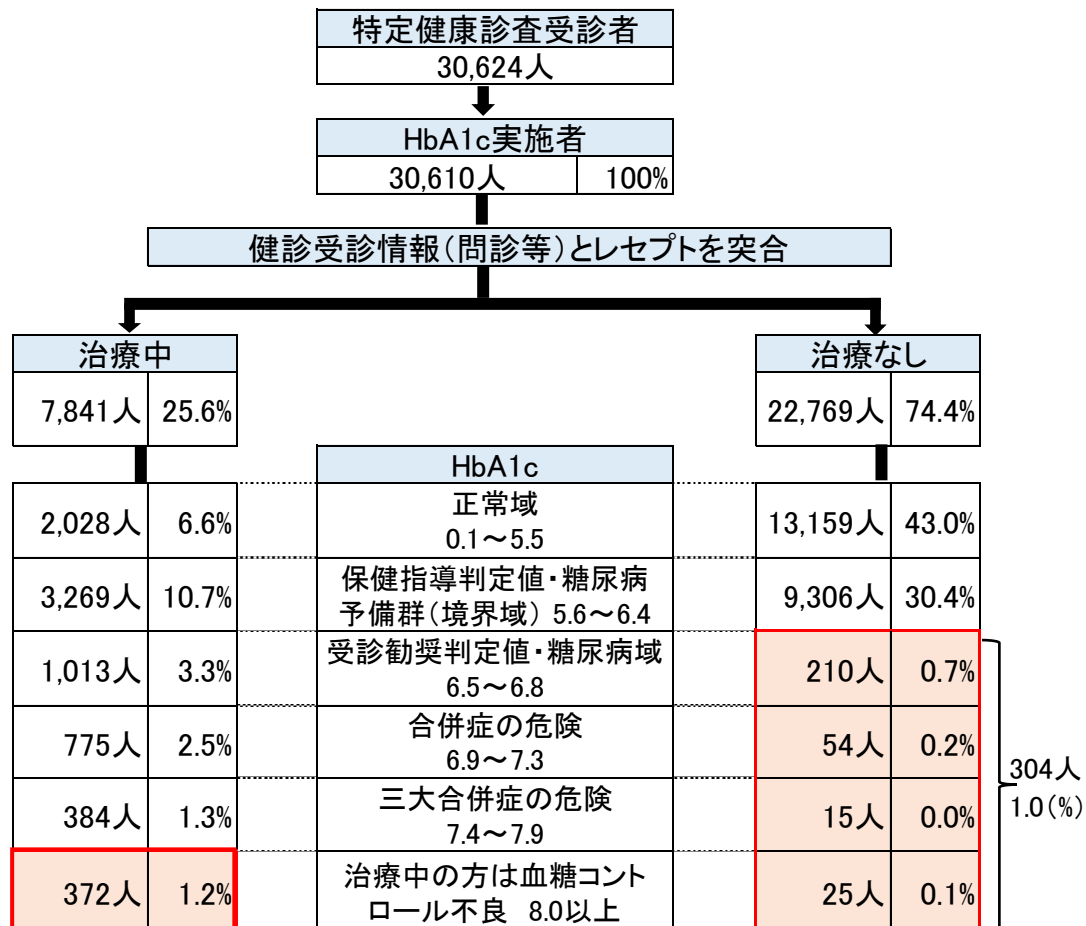 特定健康診査受診者
30,624人
HbA1c実施者
30,610人 100%
健診受診情報(問診等)とレセプトを突合
治療中
7,841人 25.6%
治療なし
22,769人 74.4%
HbA1c
2,028人 6.6%
正常域
0.1～5.5
13,159人 43.0%
3,269人 10.7%
保健指導判定値・糖尿病
予備群(境界域) 5.6～6.4
9,306人 30.4%
1,013人 3.3%
受診勧奨判定値・糖尿病域
6.5～6.8
210人 0.7%
775人 2.5%
合併症の危険
6.9～7.3
54人 0.2%
384人 1.3%
三大合併症の危険
7.4～7.9
15人 0.0%
372人 1.2%
治療中の方は血糖コント
ロール不良 8.0以上
25人 0.1%
304人
1.0(%)